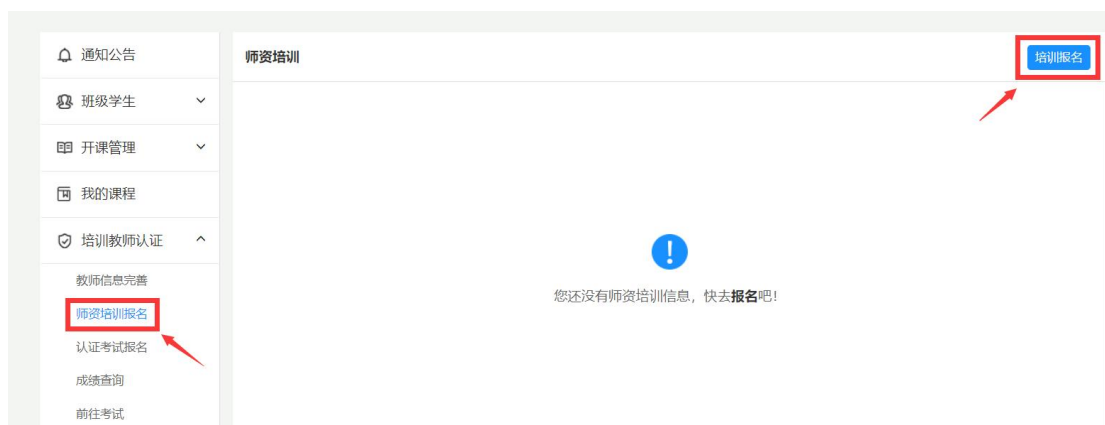 通知公告
班级学生
开课管理
我的课程
培训教师认证
教师信息完善
师资培训报名
认证考试报名
成绩查询
前往考试
师资培训
培训报名
您还没有师资培训信息，快去报名吧！